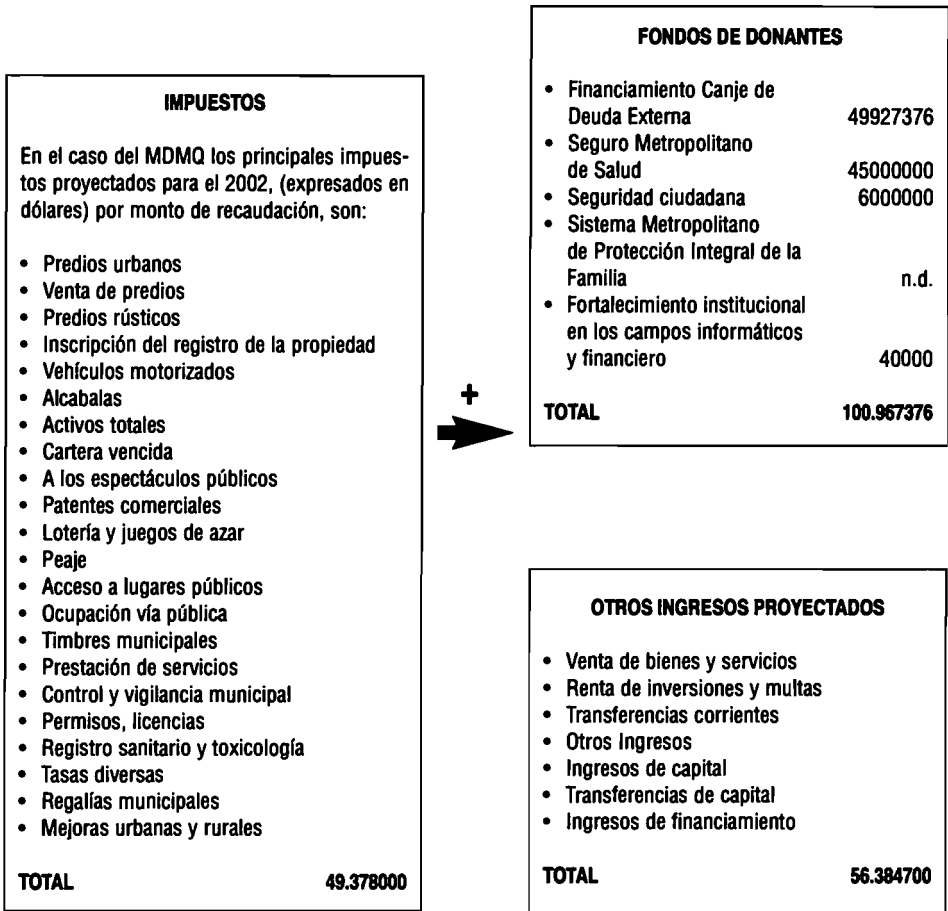 IMPUESTOS
En el caso del MDMQ los principales impues-
tos proyectados para el 2002, (expresados en
dólares) por monto de recaudación, son:
• Predios urbanos
• Venta de predios
• Predios rústicos
• Inscripción del registro de la propiedad
• Vehículos motorizados
• Alcabalas
• Activos totales
• Cartera vencida
• A los espectáculos públicos
• Patentes comerciales
• Lotería y juegos de azar
• Peaje
• Acceso a lugares públicos
• Ocupación vía pública
• Timbres municipales
• Prestación de servicios
• Control y vigilancia municipal
• Permisos, licencias
• Registro sanitario y toxicología
• Tasas diversas
• Regalías municipales
• Mejoras urbanas y rurales
TOTAL 49.378000
+
FONDOS DE DONANTES
• Financiamiento Canje de
Deuda Externa 49927376
• Seguro Metropolitano
de Salud 45000000
• Seguridad ciudadana 6000000
• Sistema Metropolitano
de Protección Integral de la
Familia n.d.
• Fortalecimiento institucional
en los campos informáticos
y financiero 40000
TOTAL 100.967376
OTROS INGRESOS PROYECTADOS
• Venta de bienes y servicios
• Renta de inversiones y multas
• Transferencias corrientes
• Otros Ingresos
• Ingresos de capital
• Transferencias de capital
• Ingresos de financiamiento
TOTAL 56.384700